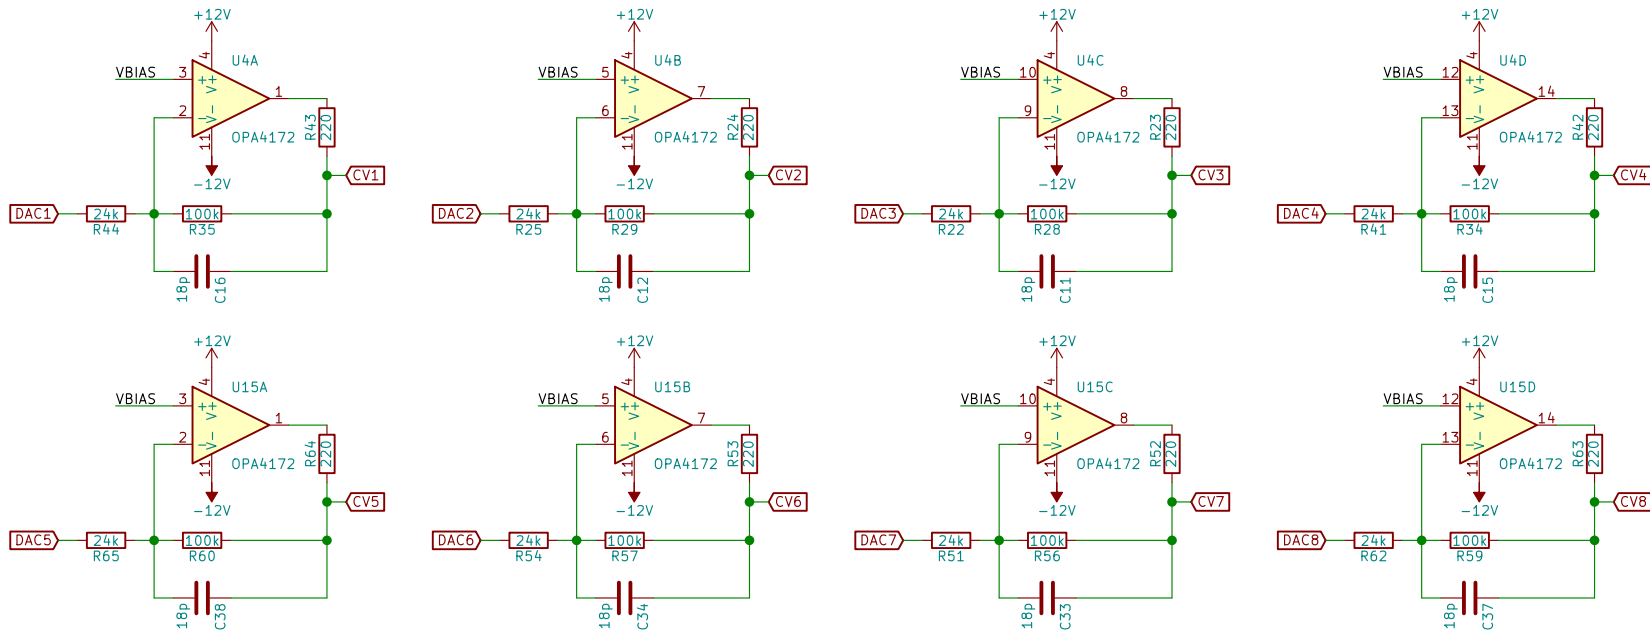 +12V +12V +12V +12V
4 U4A 4 U4B 4 U4C 4 U4D
VBIAS 3 + V+ VBIAS 5 + V+ VBIAS 10 + V+ VBIAS 12 + V+
1 7 8 14
2 - V- R43 220 6 - V- R24 220 9 - V- R23 220 13 - V- R42 220
11 OPA4172 11 OPA4172 11 OPA4172 11 OPA4172
-12V CV1 -12V CV2 -12V CV3 -12V CV4
DAC1 24k 100k DAC2 24k 100k DAC3 24k 100k DAC4 24k 100k
R44 R35 R25 R29 R22 R28 R41 R34
18p C16 18p C12 18p C11 18p C15
+12V +12V +12V +12V
4 U15A 4 U15B 4 U15C 4 U15D
VBIAS 3 + V+ VBIAS 5 + V+ VBIAS 10 + V+ VBIAS 12 + V+
1 7 8 14
2 - V- R64 220 6 - V- R53 220 9 - V- R52 220 13 - V- R63 220
11 OPA4172 11 OPA4172 11 OPA4172 11 OPA4172
-12V CV5 -12V CV6 -12V CV7 -12V CV8
DAC5 24k 100k DAC6 24k 100k DAC7 24k 100k DAC8 24k 100k
R65 R60 R54 R57 R51 R56 R62 R59
18p C38 18p C34 18p C33 18p C37